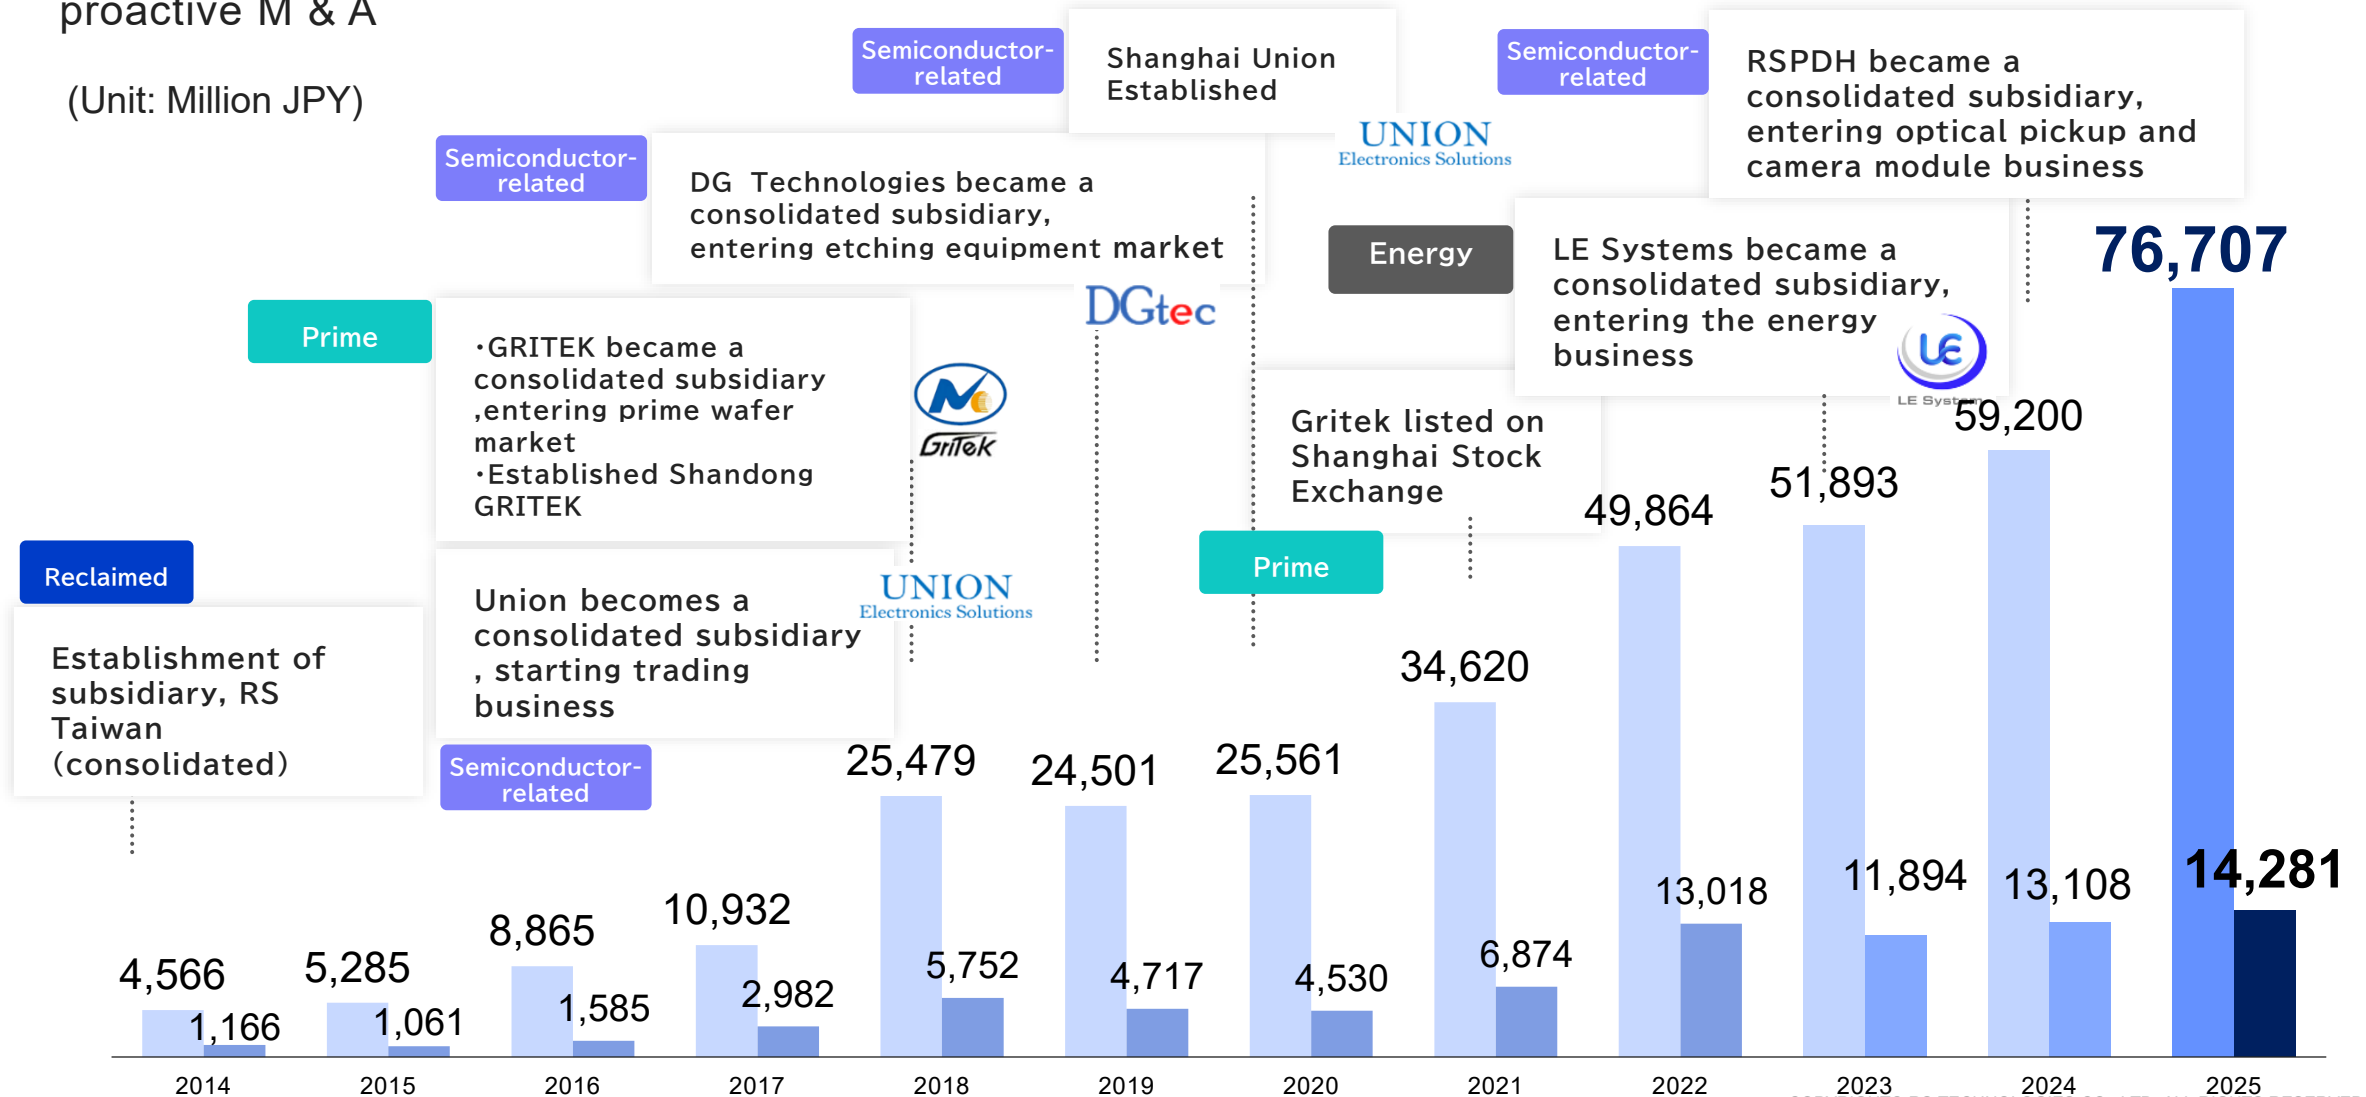 proactive M & A
(Unit: Million JPY)
Semiconductor-
related
Shanghai Union
Established
UNION
Electronics Solutions
Semiconductor-
related
RSPDH became a
consolidated subsidiary,
entering optical pickup and
camera module business
Semiconductor-
related
DG Technologies became a
consolidated subsidiary,
entering etching equipment market
DGtec
Energy
LE Systems became a
consolidated subsidiary,
entering the energy
business
LE
LE System
Prime
・GRITEK became a
consolidated subsidiary
,entering prime wafer
market
・Established Shandong
GRITEK
GriTek
Gritek listed on
Shanghai Stock
Exchange
Prime
Reclaimed
Establishment of
subsidiary, RS
Taiwan
(consolidated)
Union becomes a
consolidated subsidiary
, starting trading
business
UNION
Electronics Solutions
Semiconductor-
related
4,566
1,166
5,285
1,061
8,865
1,585
10,932
2,982
25,479
5,752
24,501
4,717
25,561
4,530
34,620
6,874
49,864
13,018
51,893
11,894
59,200
13,108
76,707
14,281
2014
2015
2016
2017
2018
2019
2020
2021
2022
2023
2024
2025